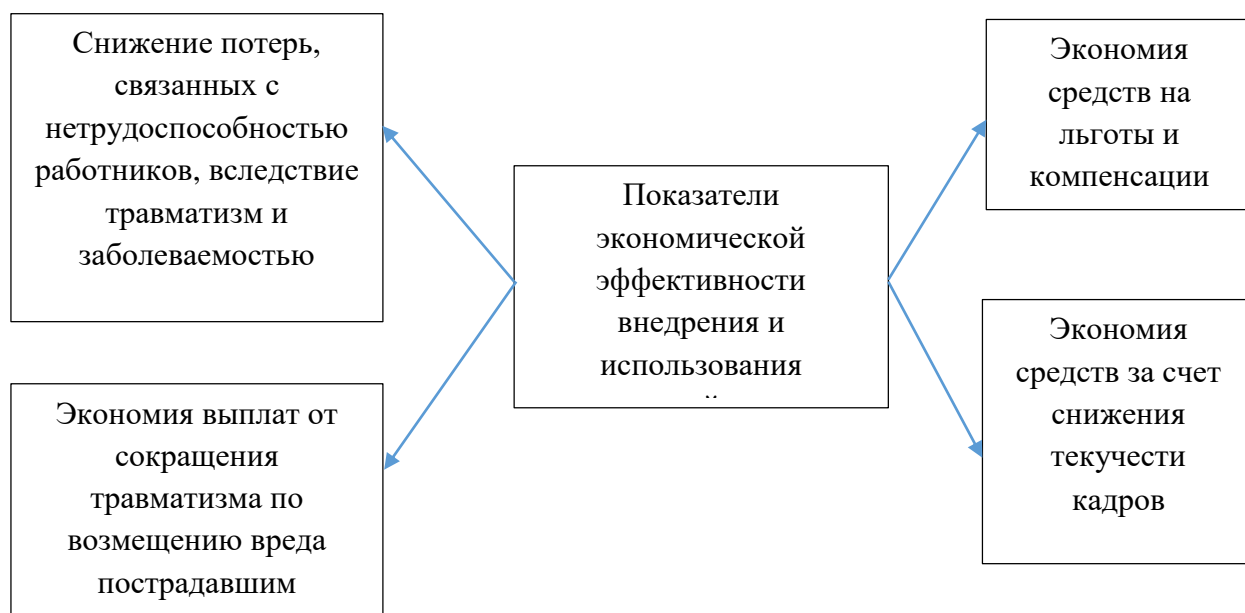 Снижение потерь,
связанных с
нетрудоспособностью
работников, вследствие
травматизм и
заболеваемостью
Экономия выплат от
сокращения
травматизма по
возмещению вреда
пострадавшим
Показатели
экономической
эффективности
внедрения и
использования
Экономия
средств на
льготы и
компенсации
Экономия
средств за счет
снижения
текучести
кадров